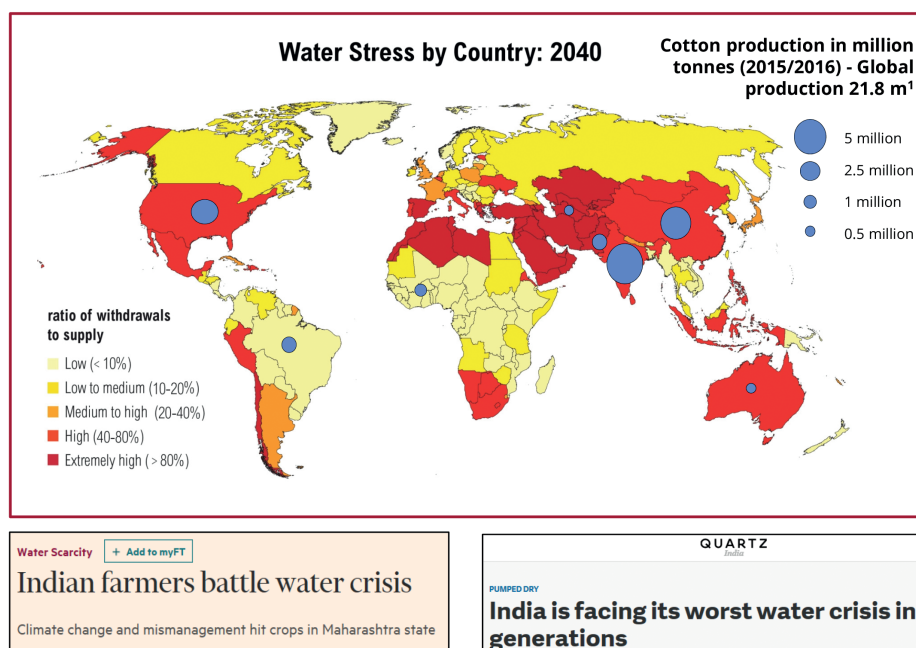 Water Stress by Country: 2040
Cotton production in million
tonnes (2015/2016) - Global
production 21.8 m¹
5 million
2.5 million
1 million
0.5 million
ratio of withdrawals
to supply
Low (< 10%)
Low to medium (10-20%)
Medium to high (20-40%)
High (40-80%)
Extremely high (> 80%)
Water Scarcity
+ Add to myFT
Indian farmers battle water crisis
Climate change and mismanagement hit crops in Maharashtra state
QUARTZ
India
PUMPED DRY
India is facing its worst water crisis in
generations